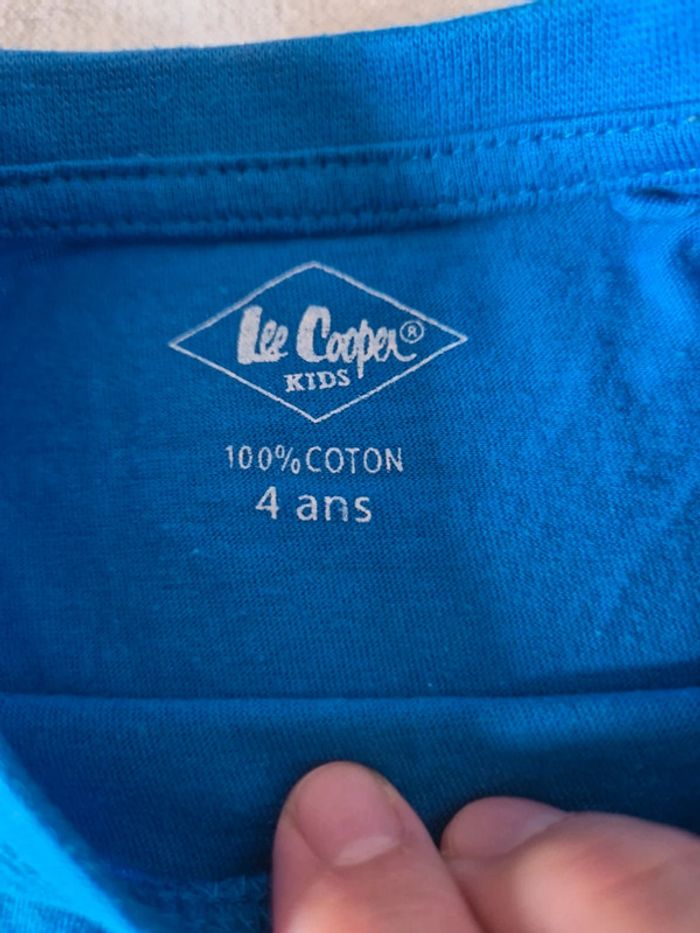 Lee Cooper®
KIDS
100% COTON
4 ans